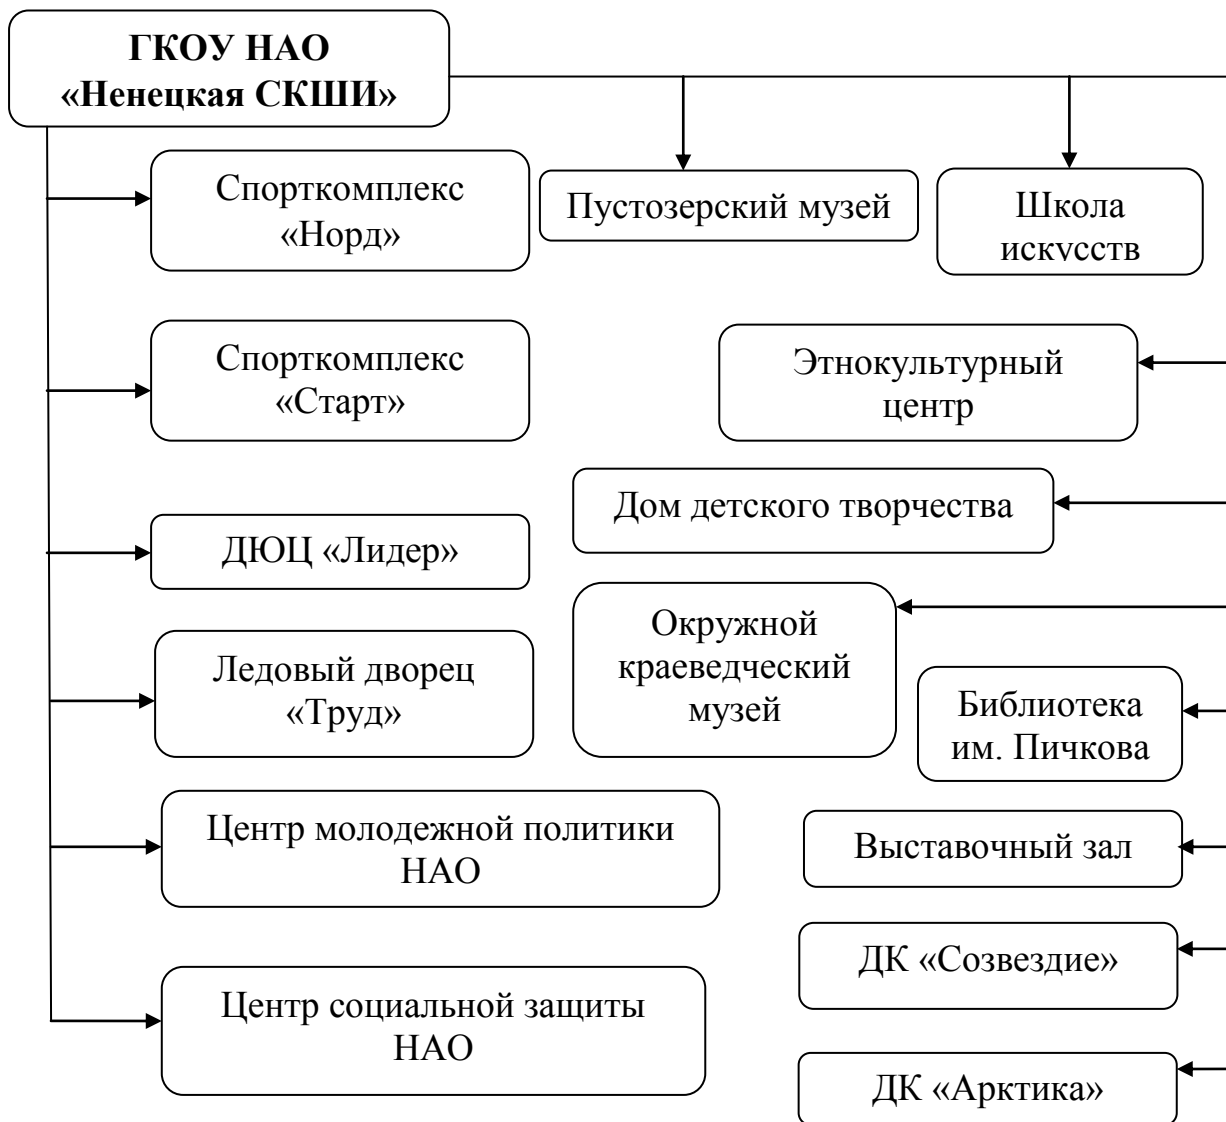 ГКОУ НАО
«Ненецкая СКШИ»
Спорткомплекс
«Норд»
Пустозерский музей
Школа
искусств
Спорткомплекс
«Старт»
Этнокультурный
центр
Дом детского творчества
ДЮЦ «Лидер»
Окружной
краеведческий
музей
Ледовый дворец
«Труд»
Библиотека
им. Пичкова
Центр молодежной политики
НАО
Выставочный зал
ДК «Созвездие»
Центр социальной защиты
НАО
ДК «Арктика»